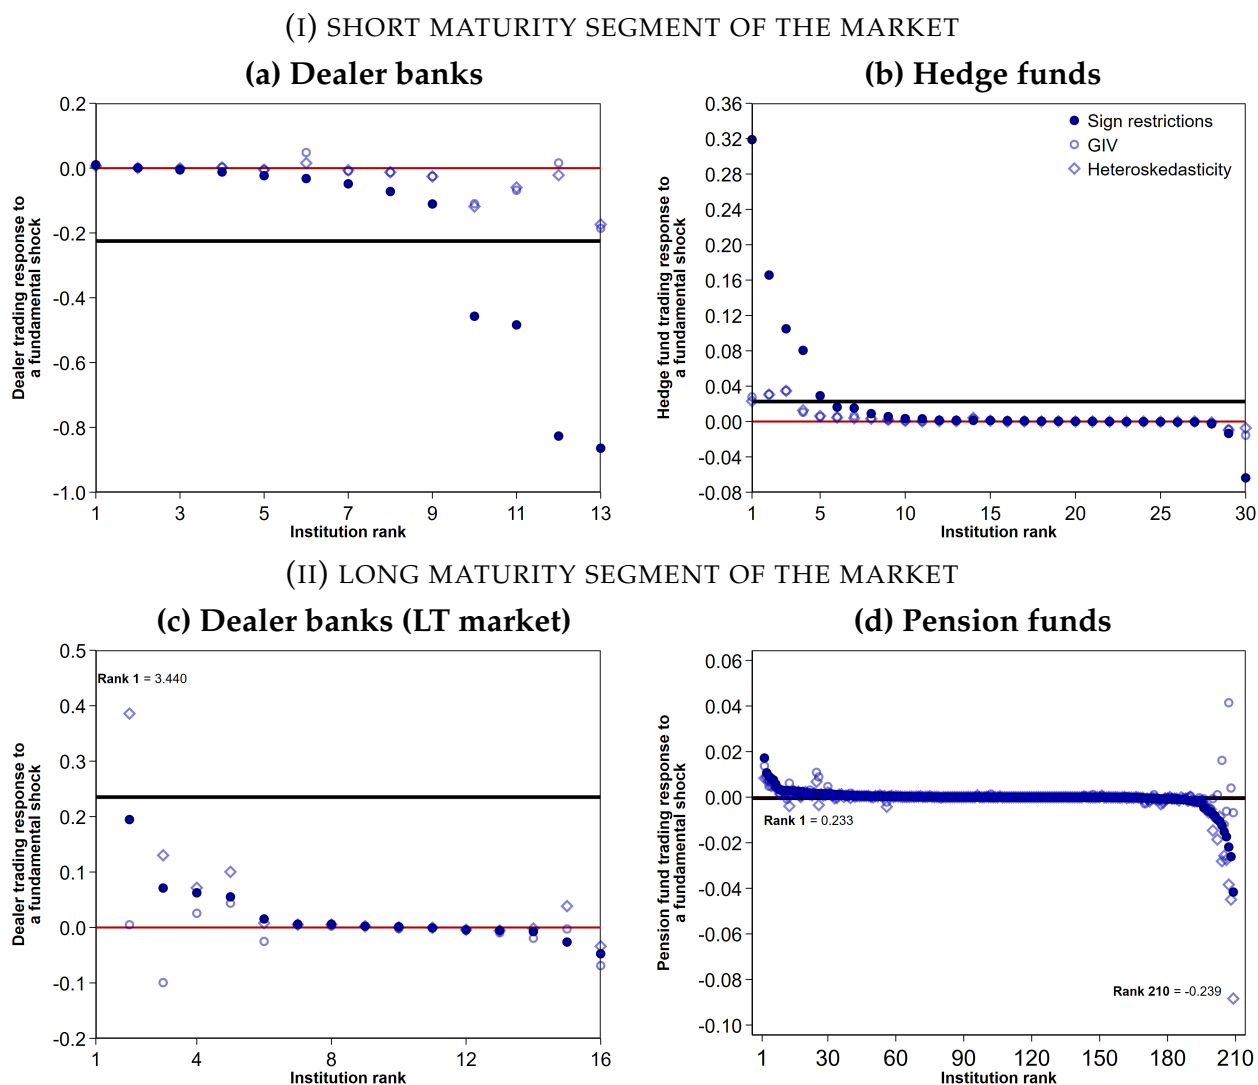 (I) SHORT MATURITY SEGMENT OF THE MARKET
(a) Dealer banks
0.2
0.0
-0.2
-0.4
-0.6
-0.8
-1.0
Dealer trading response to
a fundamental shock
1 3 5 7 9 11 13
Institution rank
(b) Hedge funds
0.36
0.32
0.28
0.24
0.20
0.16
0.12
0.08
0.04
0.00
-0.04
-0.08
Hedge fund trading response to
a fundamental shock
Sign restrictions
GIV
Heteroskedasticity
1 5 10 15 20 25 30
Institution rank
(II) LONG MATURITY SEGMENT OF THE MARKET
(c) Dealer banks (LT market)
0.5
0.4
0.3
0.2
0.1
0.0
-0.1
-0.2
Dealer trading response to
a fundamental shock
Rank 1 = 3.440
1 4 8 12 16
Institution rank
(d) Pension funds
0.06
0.04
0.02
0.00
-0.02
-0.04
-0.06
-0.08
-0.10
Pension fund trading response to
a fundamental shock
Rank 1 = 0.233
Rank 210 = -0.239
1 30 60 90 120 150 180 210
Institution rank